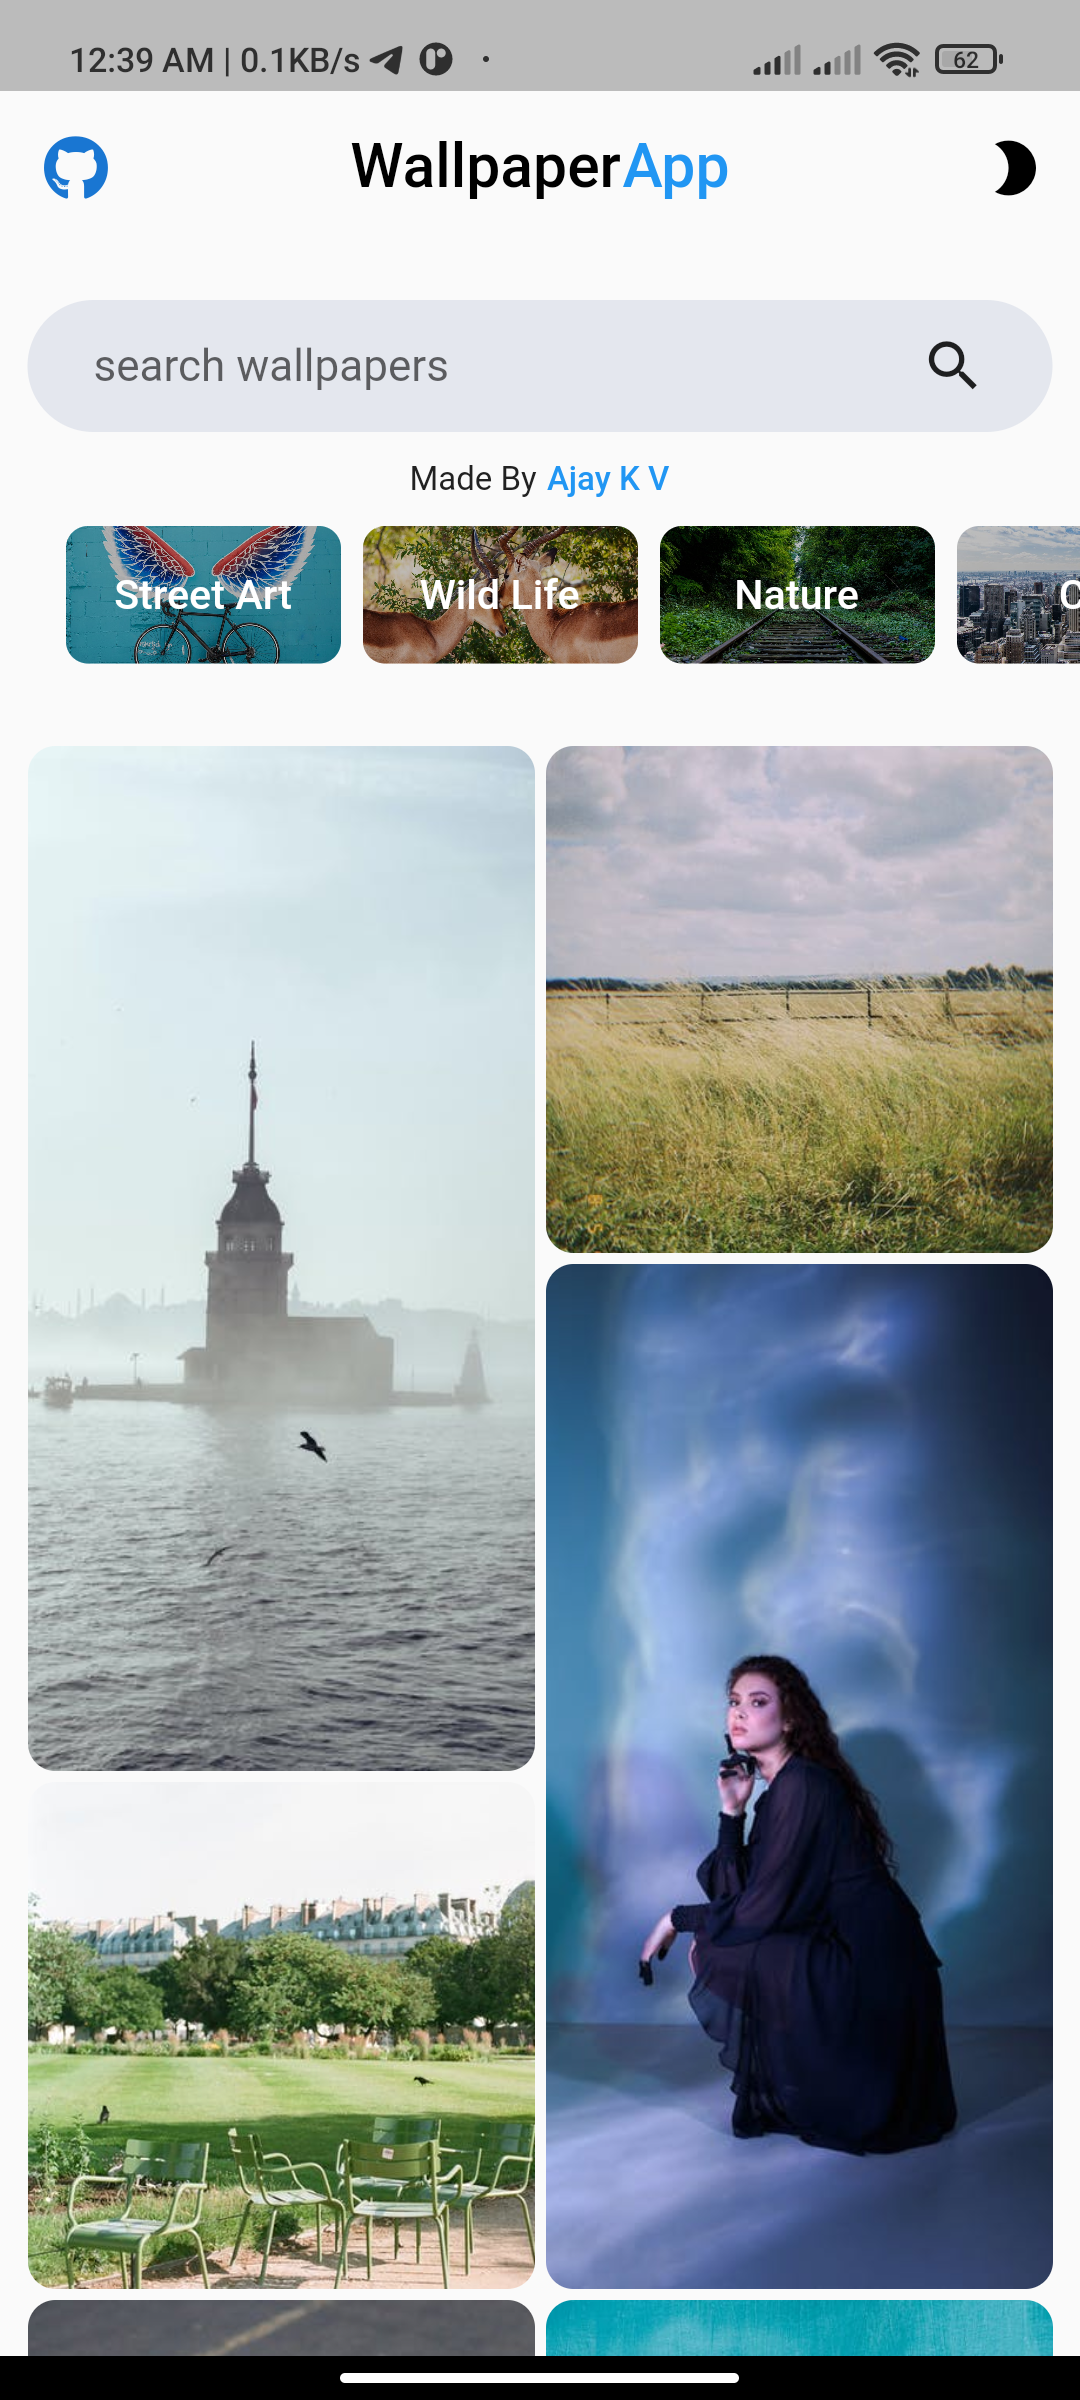 12:39 AM | 0.1KB/s
62
WallpaperApp
search wallpapers
Made By Ajay K V
Street Art
Wild Life
Nature
C